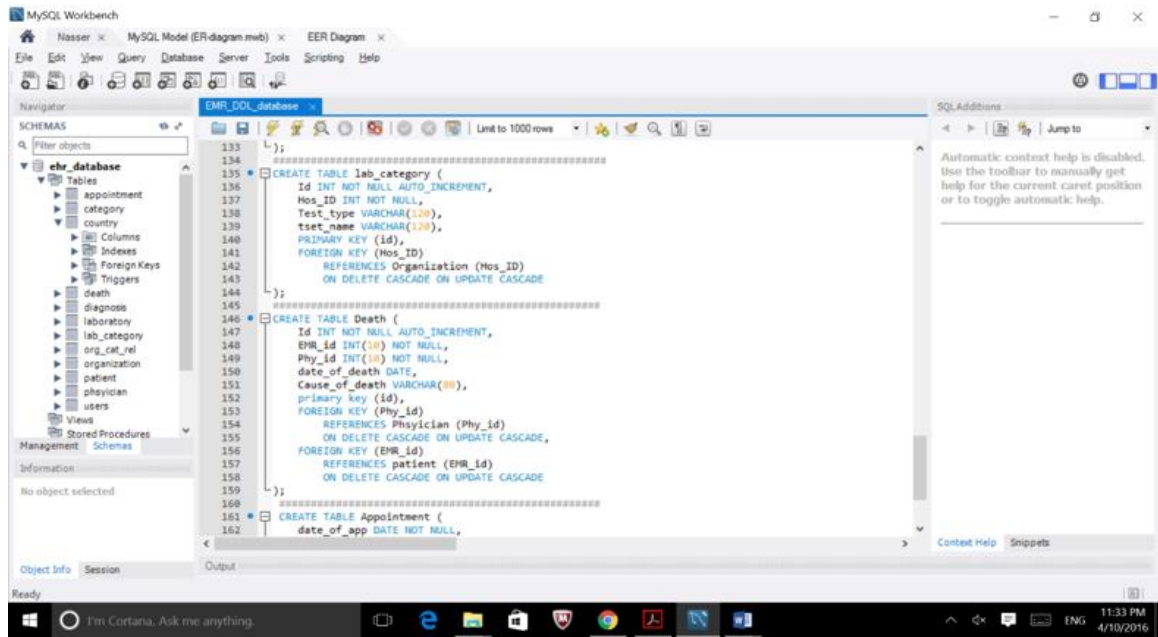 MySQL Workbench
Nasser × MySQL Model (ER-diagram.mwb) × EER Diagram ×
File Edit View Query Database Server Tools Scripting Help
Navigator
SCHEMAS
Filter objects
ehr_database
Tables
appointment
category
country
Columns
Indexes
Foreign Keys
Triggers
death
diagnosis
laboratory
lab_category
org_cat_rel
organization
patient
phsyician
users
Views
Stored Procedures
Management Schemas
Information
No object selected
Object Info Session
EMR_DDL_database ×
Limit to 1000 rows
133 );
134 ##################################################
135 CREATE TABLE lab_category (
136 Id INT NOT NULL AUTO_INCREMENT,
137 Hos_ID INT NOT NULL,
138 Test_type VARCHAR(120),
139 tset_name VARCHAR(120),
140 PRIMARY KEY (id),
141 FOREIGN KEY (Hos_ID)
142 REFERENCES Organization (Hos_ID)
143 ON DELETE CASCADE ON UPDATE CASCADE
144 );
145 #################################################
146 CREATE TABLE Death (
147 Id INT NOT NULL AUTO_INCREMENT,
148 EMR_id INT(10) NOT NULL,
149 Phy_id INT(10) NOT NULL,
150 date_of_death DATE,
151 Cause_of_death VARCHAR(80),
152 primary key (id),
153 FOREIGN KEY (Phy_id)
154 REFERENCES Phsyician (Phy_id)
155 ON DELETE CASCADE ON UPDATE CASCADE,
156 FOREIGN KEY (EMR_id)
157 REFERENCES patient (EMR_id)
158 ON DELETE CASCADE ON UPDATE CASCADE
159 );
160 ################################################
161 CREATE TABLE Appointment (
162 date_of_app DATE NOT NULL,
Output
SQLAdditions
Jump to
Automatic context help is disabled.
Use the toolbar to manually get
help for the current caret position
or to toggle automatic help.
Context Help Snippets
Ready
I'm Cortana. Ask me anything.
ENG
11:33 PM
4/10/2016